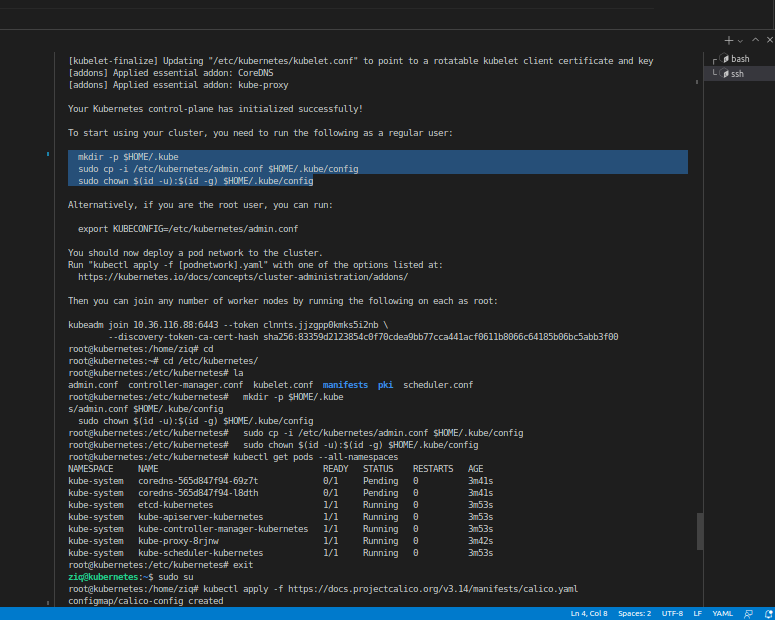 [kubelet-finalize] Updating "/etc/kubernetes/kubelet.conf" to point to a rotatable kubelet client certificate and key
[addons] Applied essential addon: CoreDNS
[addons] Applied essential addon: kube-proxy
Your Kubernetes control-plane has initialized successfully!
To start using your cluster, you need to run the following as a regular user:
mkdir -p $HOME/.kube
sudo cp -i /etc/kubernetes/admin.conf $HOME/.kube/config
sudo chown $(id -u):$(id -g) $HOME/.kube/config
Alternatively, if you are the root user, you can run:
export KUBECONFIG=/etc/kubernetes/admin.conf
You should now deploy a pod network to the cluster.
Run "kubectl apply -f [podnetwork].yaml" with one of the options listed at:
https://kubernetes.io/docs/concepts/cluster-administration/addons/
Then you can join any number of worker nodes by running the following on each as root:
kubeadm join 10.36.116.88:6443 --token clnnts.jjzgpp0kmks5i2nb \
--discovery-token-ca-cert-hash sha256:83359d2123854c0f70cdea9bb77cca441acf0611b8066c64185b06bc5abb3f00
root@kubernetes:/home/ziq# cd
root@kubernetes:~# cd /etc/kubernetes/
root@kubernetes:/etc/kubernetes# la
admin.conf controller-manager.conf kubelet.conf manifests pki scheduler.conf
root@kubernetes:/etc/kubernetes# mkdir -p $HOME/.kube
s/admin.conf $HOME/.kube/config
sudo chown $(id -u):$(id -g) $HOME/.kube/config
root@kubernetes:/etc/kubernetes# sudo cp -i /etc/kubernetes/admin.conf $HOME/.kube/config
root@kubernetes:/etc/kubernetes# sudo chown $(id -u):$(id -g) $HOME/.kube/config
root@kubernetes:/etc/kubernetes# kubectl get pods --all-namespaces
NAMESPACE NAME READY STATUS RESTARTS AGE
kube-system coredns-565d847f94-69z7t 0/1 Pending 0 3m41s
kube-system coredns-565d847f94-l8dth 0/1 Pending 0 3m41s
kube-system etcd-kubernetes 1/1 Running 0 3m53s
kube-system kube-apiserver-kubernetes 1/1 Running 0 3m53s
kube-system kube-controller-manager-kubernetes 1/1 Running 0 3m53s
kube-system kube-proxy-8rjnw 1/1 Running 0 3m42s
kube-system kube-scheduler-kubernetes 1/1 Running 0 3m53s
root@kubernetes:/etc/kubernetes# exit
ziq@kubernetes:~$ sudo su
root@kubernetes:/home/ziq# kubectl apply -f https://docs.projectcalico.org/v3.14/manifests/calico.yaml
configmap/calico-config created
bash
ssh
Ln 4, Col 8 Spaces: 2 UTF-8 LF YAML